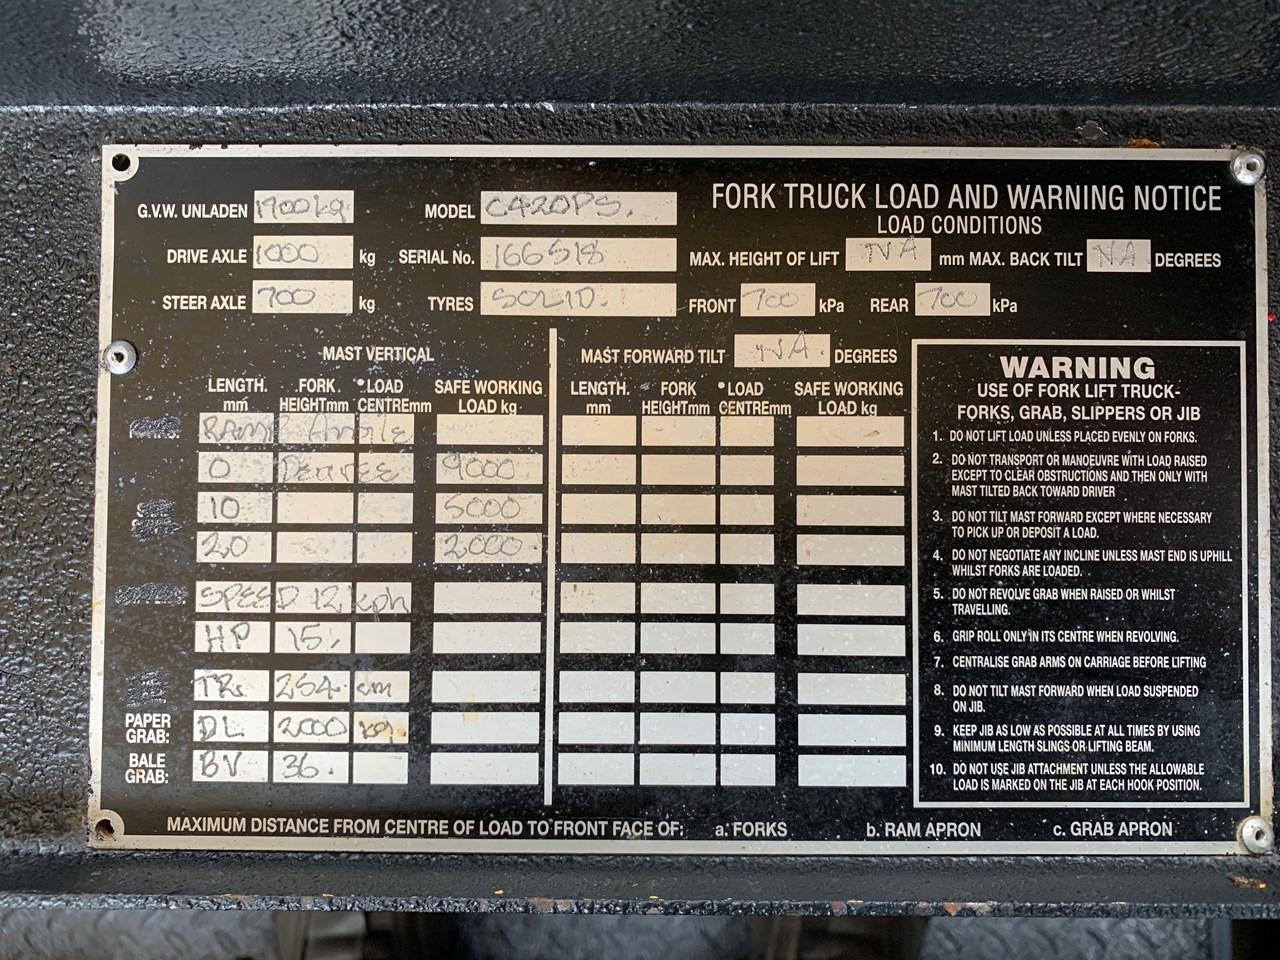 FORK TRUCK LOAD AND WARNING NOTICE
LOAD CONDITIONS
G.V.W. UNLADEN 1700kg MODEL C420PS.
DRIVE AXLE 1000 kg SERIAL No. 166518 MAX. HEIGHT OF LIFT NA mm MAX. BACK TILT NA DEGREES
STEER AXLE 700 kg TYRES SOLID. FRONT 700 kPa REAR 700 kPa
MAST VERTICAL MAST FORWARD TILT NA. DEGREES
LENGTH. FORK •LOAD SAFE WORKING LENGTH. FORK •LOAD SAFE WORKING
mm HEIGHTmm CENTREmm LOAD kg mm HEIGHTmm CENTREmm LOAD kg
RAMP Angle
0 Degree 9000
10 5000
20 2000.
SPEED 12 kph
HP 15.
TR. 254. cm
PAPER GRAB: DL 2000 kg.
BALE GRAB: BV 36.
WARNING
USE OF FORK LIFT TRUCK-
FORKS, GRAB, SLIPPERS OR JIB
1. DO NOT LIFT LOAD UNLESS PLACED EVENLY ON FORKS.
2. DO NOT TRANSPORT OR MANOEUVRE WITH LOAD RAISED
EXCEPT TO CLEAR OBSTRUCTIONS AND THEN ONLY WITH
MAST TILTED BACK TOWARD DRIVER
3. DO NOT TILT MAST FORWARD EXCEPT WHERE NECESSARY
TO PICK UP OR DEPOSIT A LOAD.
4. DO NOT NEGOTIATE ANY INCLINE UNLESS MAST END IS UPHILL
WHILST FORKS ARE LOADED.
5. DO NOT REVOLVE GRAB WHEN RAISED OR WHILST
TRAVELLING.
6. GRIP ROLL ONLY IN ITS CENTRE WHEN REVOLVING.
7. CENTRALISE GRAB ARMS ON CARRIAGE BEFORE LIFTING
8. DO NOT TILT MAST FORWARD WHEN LOAD SUSPENDED
ON JIB.
9. KEEP JIB AS LOW AS POSSIBLE AT ALL TIMES BY USING
MINIMUM LENGTH SLINGS OR LIFTING BEAM.
10. DO NOT USE JIB ATTACHMENT UNLESS THE ALLOWABLE
LOAD IS MARKED ON THE JIB AT EACH HOOK POSITION.
MAXIMUM DISTANCE FROM CENTRE OF LOAD TO FRONT FACE OF: a. FORKS b. RAM APRON c. GRAB APRON